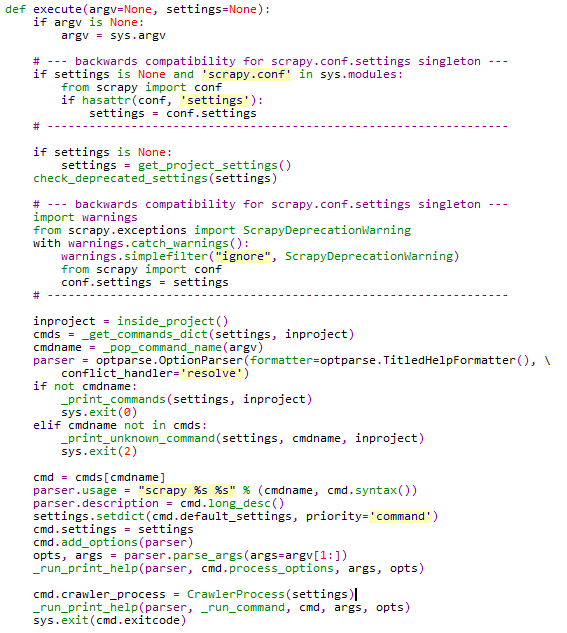 def execute(argv=None, settings=None):
    if argv is None:
        argv = sys.argv

    # --- backwards compatibility for scrapy.conf.settings singleton ---
    if settings is None and 'scrapy.conf' in sys.modules:
        from scrapy import conf
        if hasattr(conf, 'settings'):
            settings = conf.settings
    # ------------------------------------------------------------------

    if settings is None:
        settings = get_project_settings()
    check_deprecated_settings(settings)

    # --- backwards compatibility for scrapy.conf.settings singleton ---
    import warnings
    from scrapy.exceptions import ScrapyDeprecationWarning
    with warnings.catch_warnings():
        warnings.simplefilter("ignore", ScrapyDeprecationWarning)
        from scrapy import conf
        conf.settings = settings
    # ------------------------------------------------------------------

    inproject = inside_project()
    cmds = _get_commands_dict(settings, inproject)
    cmdname = _pop_command_name(argv)
    parser = optparse.OptionParser(formatter=optparse.TitledHelpFormatter(), \
        conflict_handler='resolve')
    if not cmdname:
        _print_commands(settings, inproject)
        sys.exit(0)
    elif cmdname not in cmds:
        _print_unknown_command(settings, cmdname, inproject)
        sys.exit(2)

    cmd = cmds[cmdname]
    parser.usage = "scrapy %s %s" % (cmdname, cmd.syntax())
    parser.description = cmd.long_desc()
    settings.setdict(cmd.default_settings, priority='command')
    cmd.settings = settings
    cmd.add_options(parser)
    opts, args = parser.parse_args(args=argv[1:])
    _run_print_help(parser, cmd.process_options, args, opts)

    cmd.crawler_process = CrawlerProcess(settings)
    _run_print_help(parser, _run_command, cmd, args, opts)
    sys.exit(cmd.exitcode)